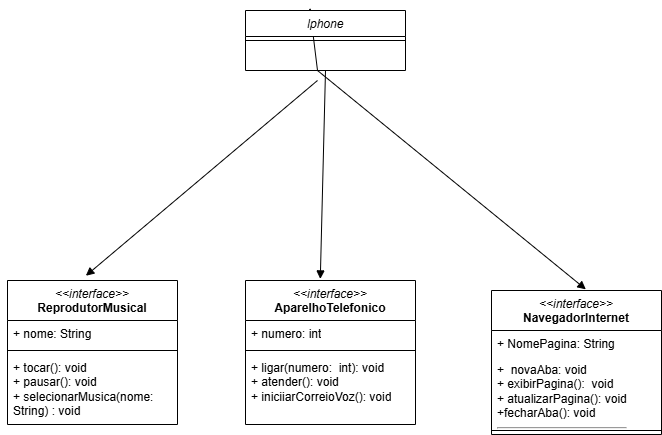 Iphone
<<interface>>
ReprodutorMusical
+ nome: String
+ tocar(): void
+ pausar(): void
+ selecionarMusica(nome:
String) : void
<<interface>>
AparelhoTelefonico
+ numero: int
+ ligar(numero: int): void
+ atender(): void
+ iniciiarCorreioVoz(): void
<<interface>>
NavegadorInternet
+ NomePagina: String
+ novaAba: void
+ exibirPagina(): void
+ atualizarPagina(): void
+fecharAba(): void